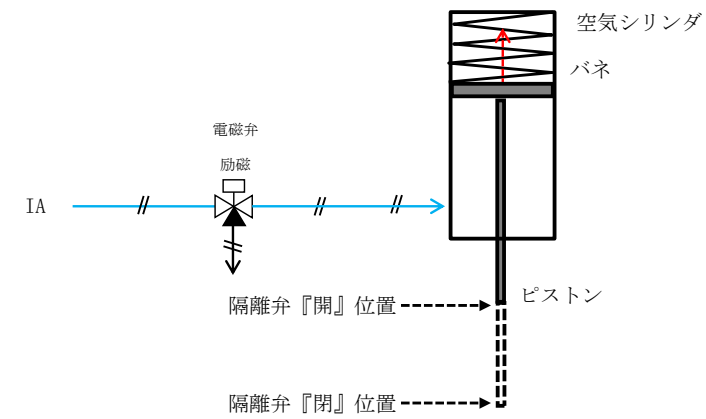 空気シリンダ
バネ
電磁弁
励磁
IA
ピストン
隔離弁『開』位置
隔離弁『閉』位置